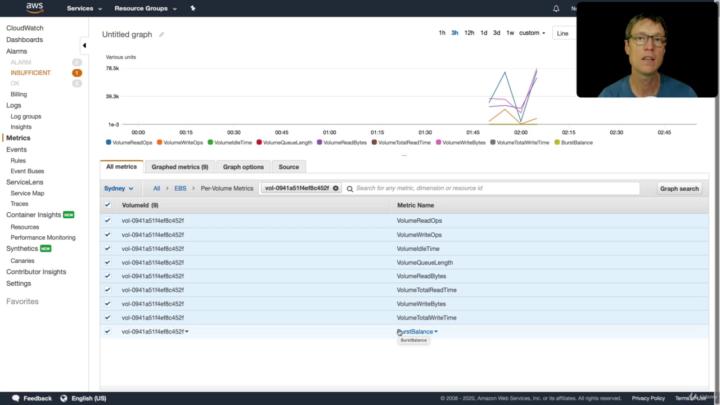 aws Services Resource Groups
CloudWatch
Dashboards
Alarms
ALARM
INSUFFICIENT 1
OK
Billing
Logs
Log groups
Insights
Metrics
Events
Rules
Event Buses
ServiceLens
Service Map
Traces
Container Insights NEW
Resources
Performance Monitoring
Synthetics NEW
Canaries
Contributor Insights
Settings
Favorites
Untitled graph
1h 3h 12h 1d 3d 1w custom Line
Various units
78.5k
39.3k
1e-3
00:00 00:15 00:30 00:45 01:00 01:15 01:30 01:45 02:00 02:15 02:30 02:45
VolumeReadOps VolumeWriteOps VolumeIdleTime VolumeQueueLength VolumeReadBytes VolumeTotalReadTime VolumeWriteBytes VolumeTotalWriteTime BurstBalance
All metrics Graphed metrics (9) Graph options Source
Sydney All > EBS > Per-Volume Metrics vol-0941a51f4ef8c452f Search for any metric, dimension or resource id Graph search
VolumeId (9) Metric Name
vol-0941a51f4ef8c452f VolumeReadOps
vol-0941a51f4ef8c452f VolumeWriteOps
vol-0941a51f4ef8c452f VolumeIdleTime
vol-0941a51f4ef8c452f VolumeQueueLength
vol-0941a51f4ef8c452f VolumeReadBytes
vol-0941a51f4ef8c452f VolumeTotalReadTime
vol-0941a51f4ef8c452f VolumeWriteBytes
vol-0941a51f4ef8c452f VolumeTotalWriteTime
vol-0941a51f4ef8c452f BurstBalance
BurstBalance
Feedback English (US) © 2008 - 2020, Amazon Web Services, Inc. or its affiliates. All rights reserved. Privacy Policy Terms of Use